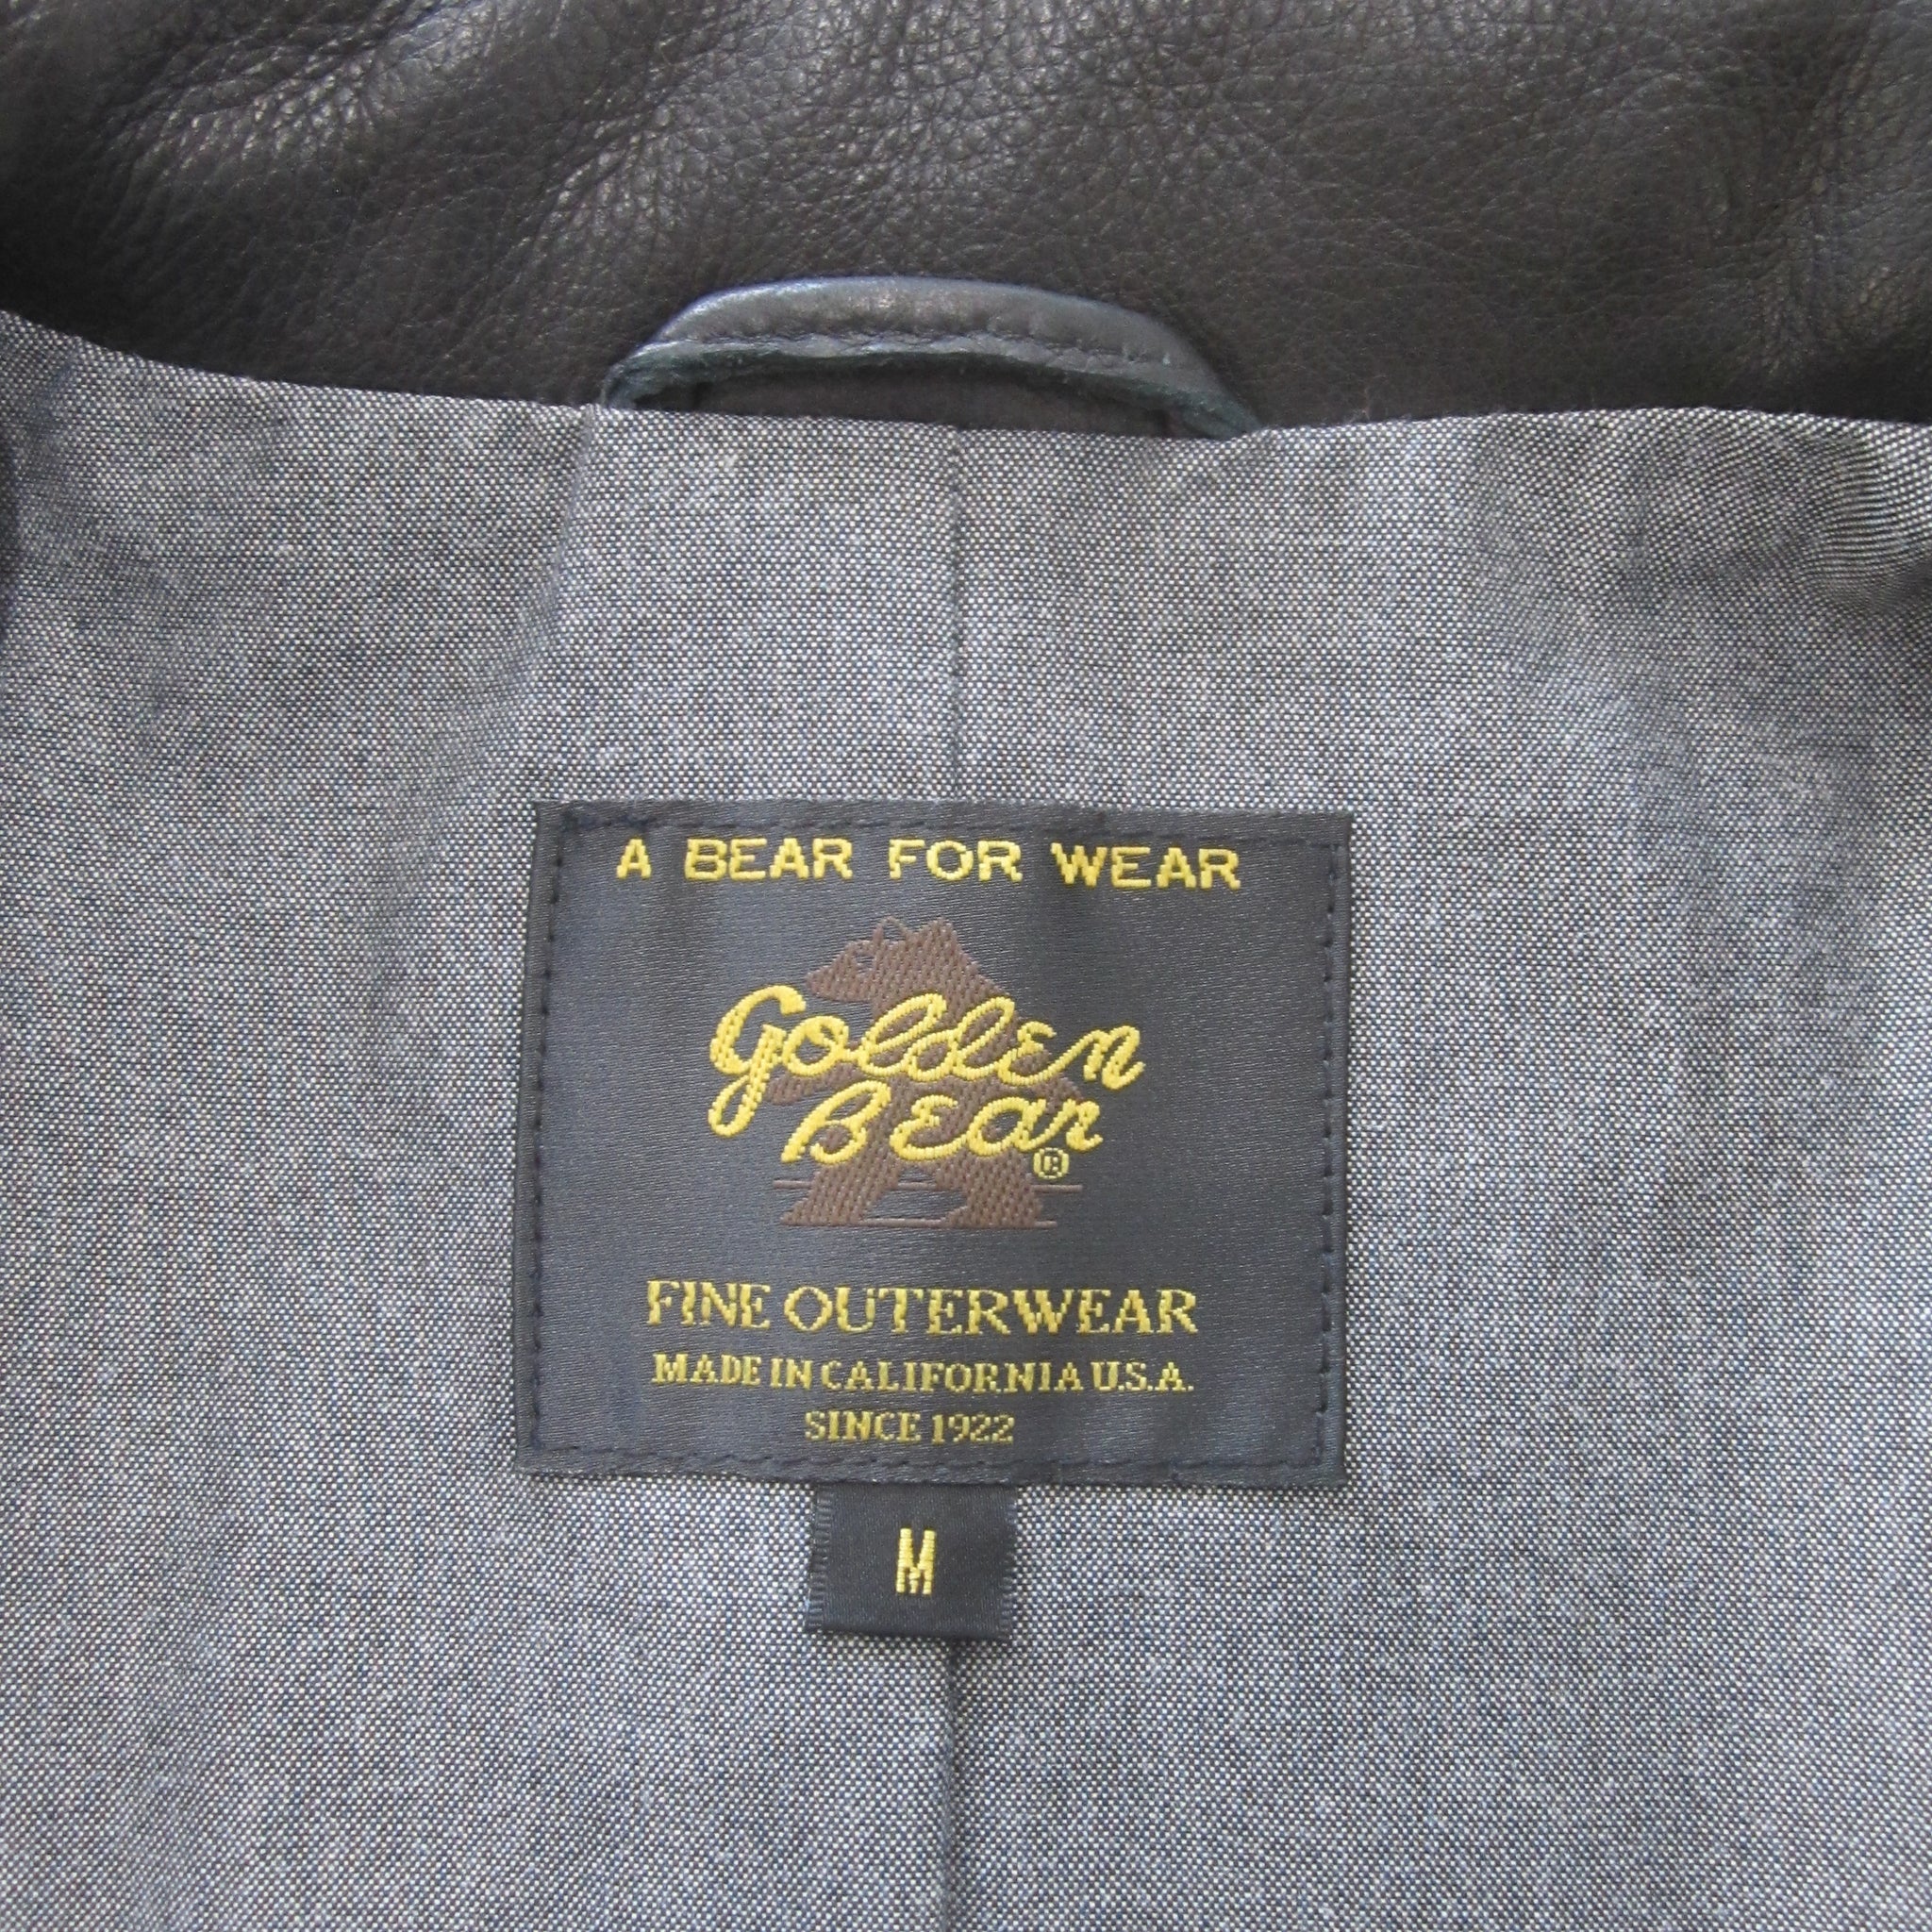 A BEAR FOR WEAR
Golden
Bear®
FINE OUTERWEAR
MADE IN CALIFORNIA U.S.A.
SINCE 1922
M